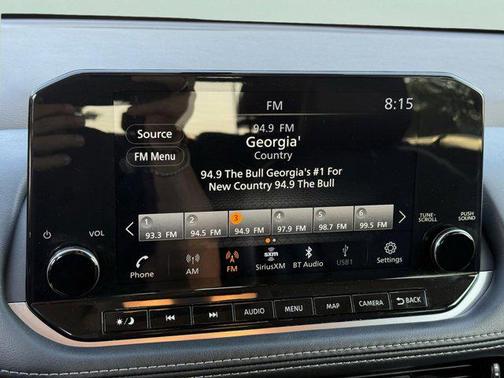 FM
8:15
Source
FM Menu
94.9 FM
Georgia'
Country
94.9 The Bull Georgia's #1 For
New Country 94.9 The Bull
VOL
TUNE-
SCROLL
PUSH
SOUND
1 2 3 4 5 6
93.3 FM 94.5 FM 94.9 FM 97.9 FM 98.7 FM 99.5 FM
sxm
Phone AM FM SiriusXM BT Audio USB1 Settings
AUDIO MENU MAP CAMERA BACK